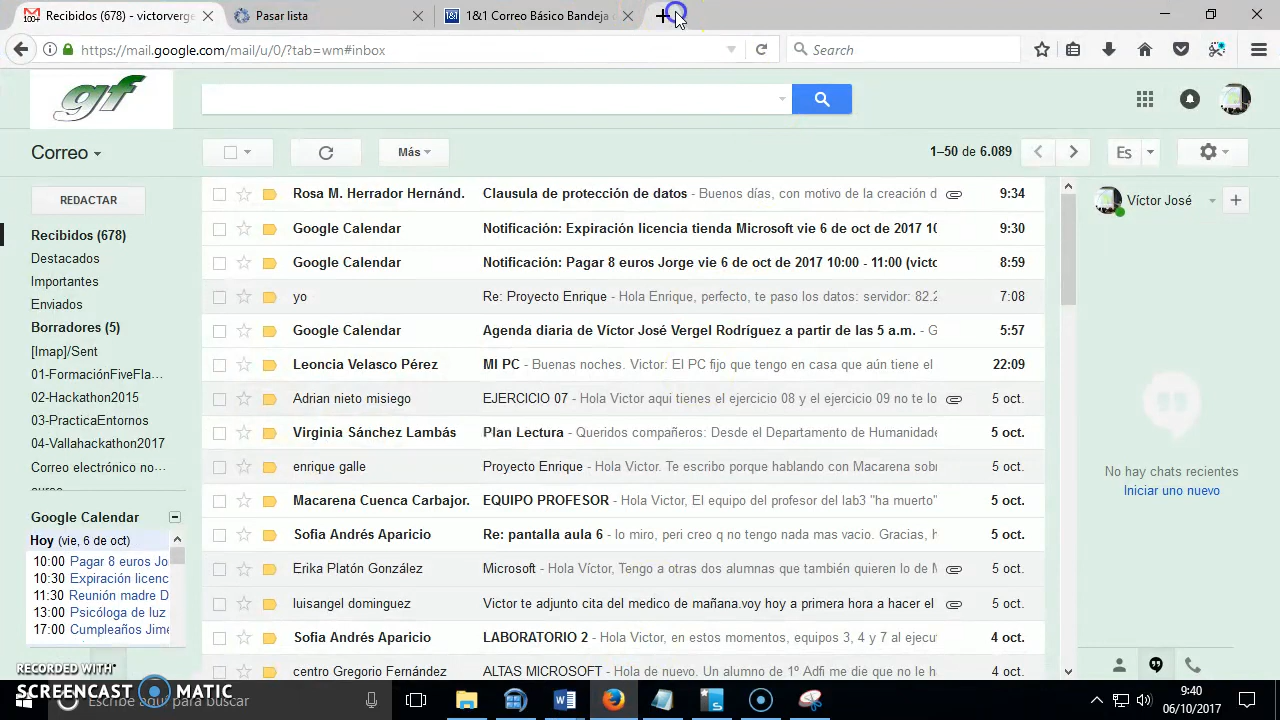 100+ Recibidos (678) - victorverge Pasar lista 1&1 1&1 Correo Básico Bandeja
https://mail.google.com/mail/u/0/?tab=wm#inbox Search
gf
Correo
Más 1–50 de 6.089 Es
REDACTAR
Recibidos (678)
Destacados
Importantes
Enviados
Borradores (5)
[Imap]/Sent
01-FormaciónFiveFla...
02-Hackathon2015
03-PracticaEntornos
04-Vallahackathon2017
Correo electrónico no...
Google Calendar
Hoy (vie, 6 de oct)
10:00 Pagar 8 euros Jo
10:30 Expiración licenc
11:30 Reunión madre D
13:00 Psicóloga de luz
17:00 Cumpleaños Jime
Rosa M. Herrador Hernánd. Clausula de protección de datos - Buenos días, con motivo de la creación d 9:34
Google Calendar Notificación: Expiración licencia tienda Microsoft vie 6 de oct de 2017 10 9:30
Google Calendar Notificación: Pagar 8 euros Jorge vie 6 de oct de 2017 10:00 - 11:00 (victo 8:59
yo Re: Proyecto Enrique - Hola Enrique, perfecto, te paso los datos: servidor: 82.2 7:08
Google Calendar Agenda diaria de Víctor José Vergel Rodríguez a partir de las 5 a.m. - G 5:57
Leoncia Velasco Pérez MI PC - Buenas noches. Victor: El PC fijo que tengo en casa que aún tiene el 22:09
Adrian nieto misiego EJERCICIO 07 - Hola Victor aqui tienes el ejercicio 08 y el ejercicio 09 no te lo 5 oct.
Virginia Sánchez Lambás Plan Lectura - Queridos compañeros: Desde el Departamento de Humanidade 5 oct.
enrique galle Proyecto Enrique - Hola Victor. Te escribo porque hablando con Macarena sobr 5 oct.
Macarena Cuenca Carbajor. EQUIPO PROFESOR - Hola Victor, El equipo del profesor del lab3 "ha muerto" 5 oct.
Sofia Andrés Aparicio Re: pantalla aula 6 - lo miro, peri creo q no tengo nada mas vacio. Gracias, h 5 oct.
Erika Platón González Microsoft - Hola Víctor, Tengo a otras dos alumnas que también quieren lo de M 5 oct.
luisangel dominguez Victor te adjunto cita del medico de mañana.voy hoy a primera hora a hacer el 5 oct.
Sofia Andrés Aparicio LABORATORIO 2 - Hola Victor, en estos momentos, equipos 3, 4 y 7 al ejecu 4 oct.
centro Gregorio Fernández ALTAS MICROSOFT - Hola de nuevo. Un alumno de 1º Adfi me dice que no le h 4 oct.
Víctor José
No hay chats recientes
Iniciar uno nuevo
RECORDED WITH
SCREENCAST MATIC
Escribe aquí para buscar
9:40
06/10/2017